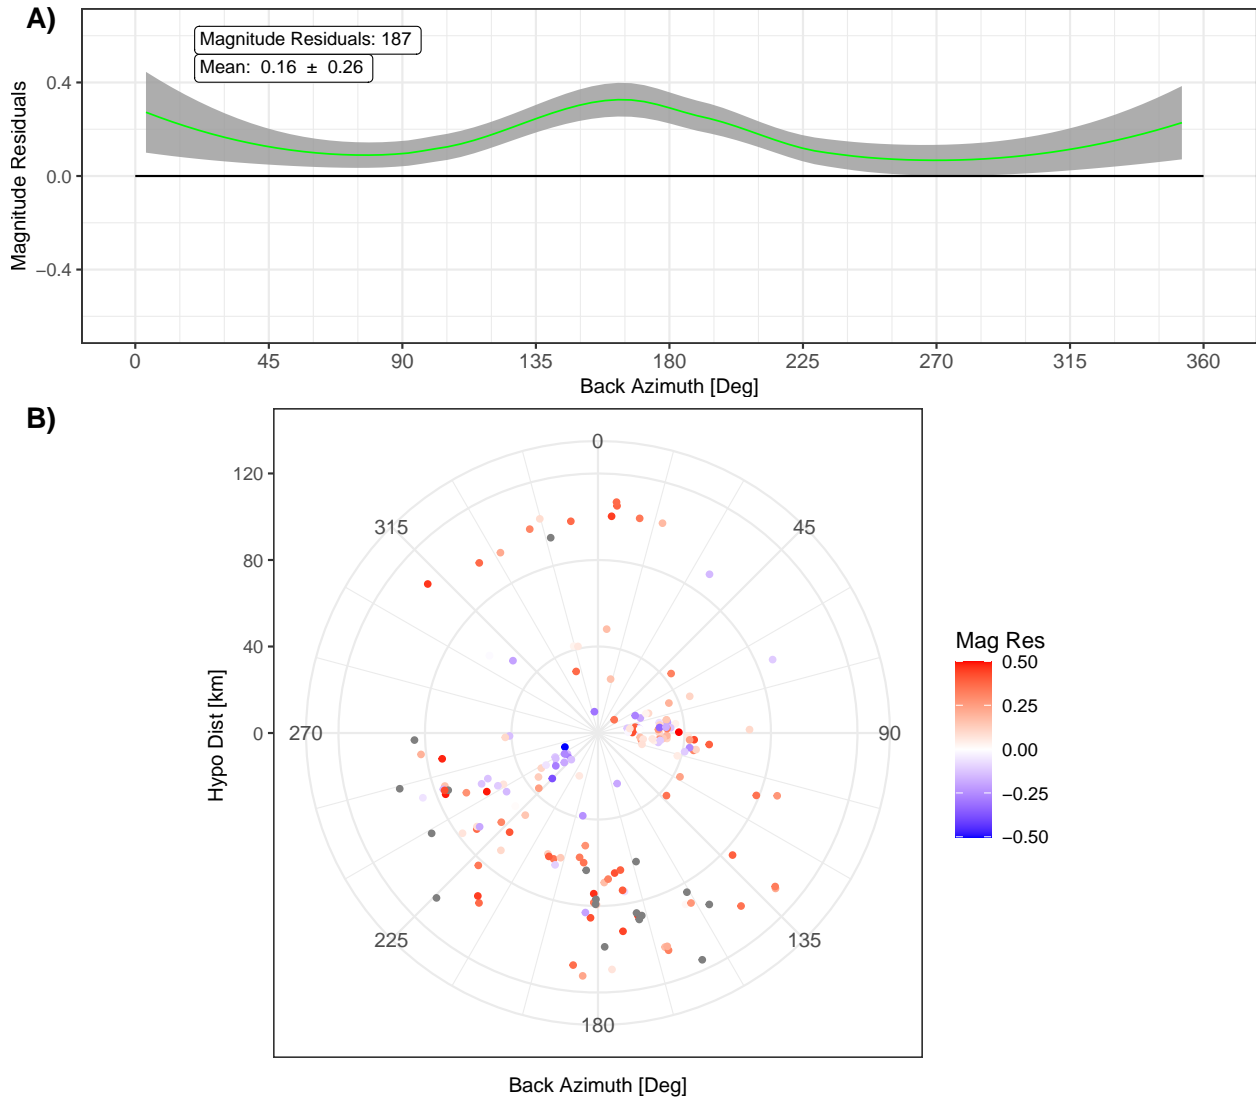 A)
Magnitude Residuals: 187
Mean:  0.16  ±  0.26
Magnitude Residuals
0.4
0.0
−0.4
0 45 90 135 180 225 270 315 360
Back Azimuth [Deg]
B)
Hypo Dist [km]
120
80
40
0
0
45
90
135
180
225
270
315
Back Azimuth [Deg]
Mag Res
0.50
0.25
0.00
−0.25
−0.50